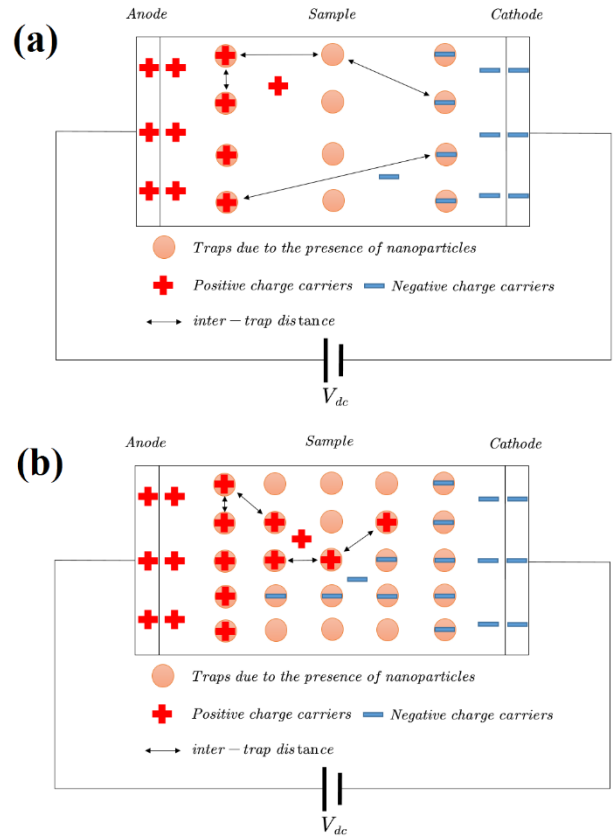 (a)
Anode Sample Cathode
Traps due to the presence of nanoparticles
Positive charge carriers Negative charge carriers
inter − trap distance
V_dc
(b)
Anode Sample Cathode
Traps due to the presence of nanoparticles
Positive charge carriers Negative charge carriers
inter − trap distance
V_dc